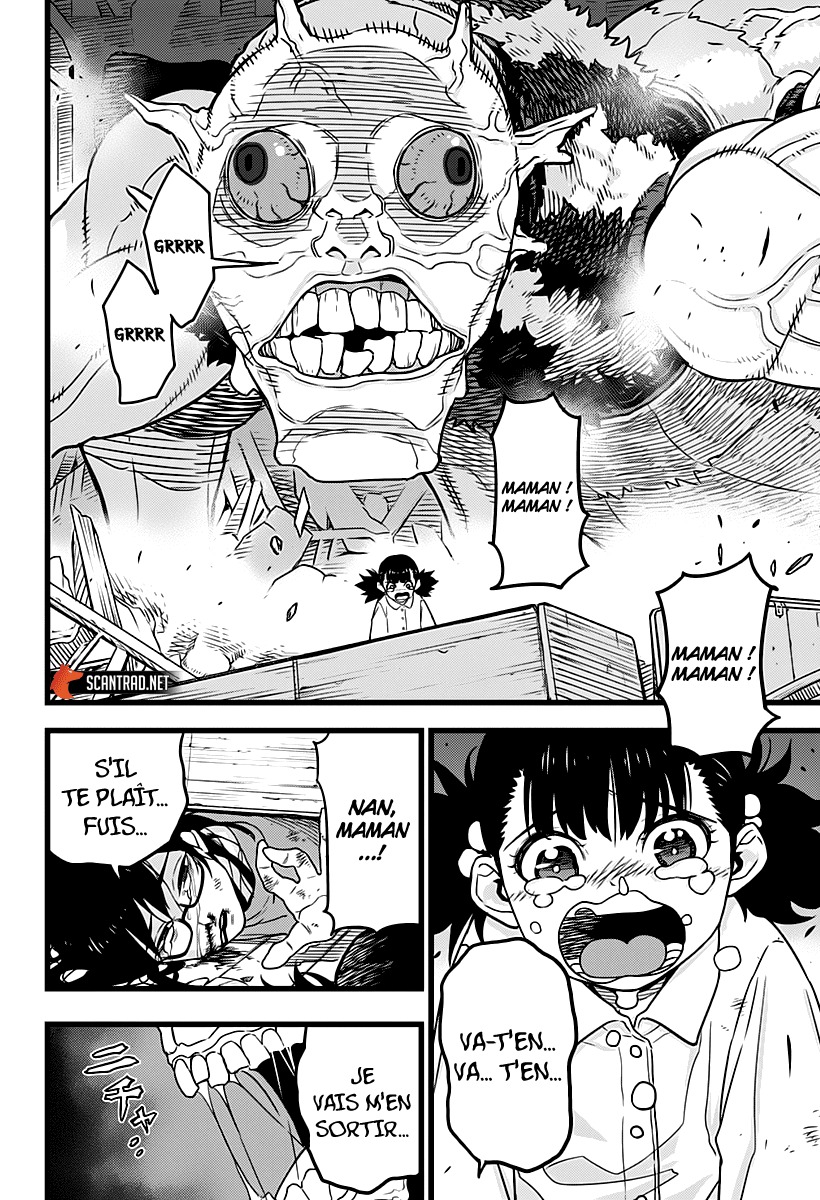 GRRRR
GRRRR
MAMAN !
MAMAN !
MAMAN !
MAMAN !
SCANTRAD.NET
VA-T'EN...
VA... T'EN...
NAN,
MAMAN
...!
S'IL
TE PLAÎT...
FUIS...
JE
VAIS M'EN
SORTIR...
ニチャ‥